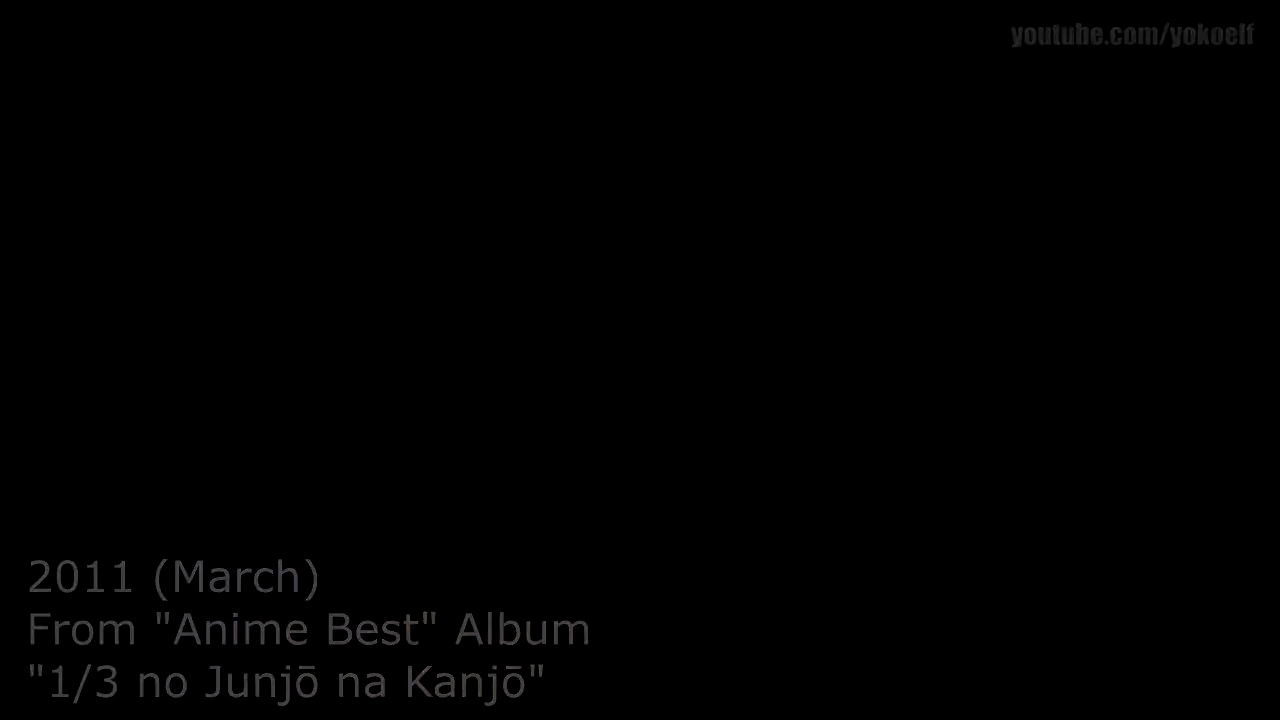 youtube.com/yokoelf
2011 (March)
From "Anime Best" Album
"1/3 no Junjō na Kanjō"